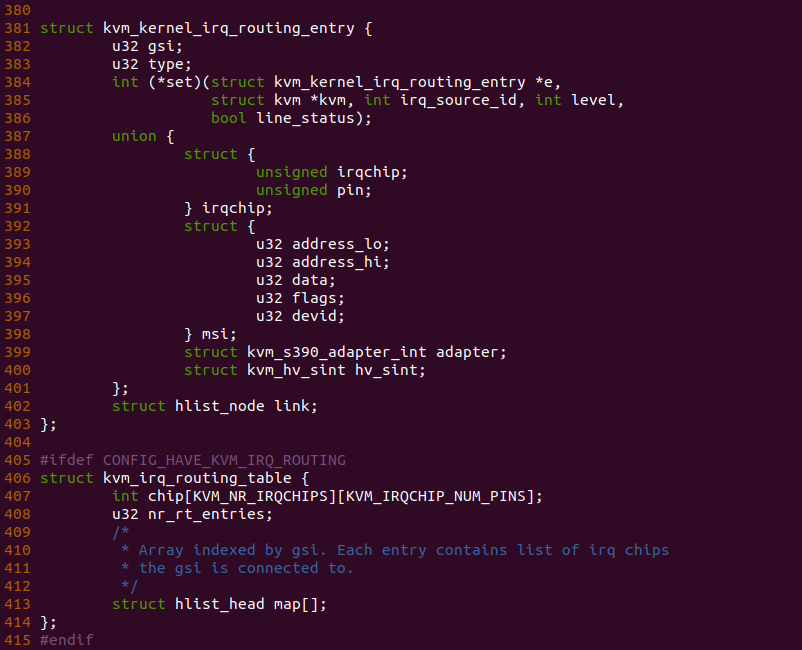 380
381 struct kvm_kernel_irq_routing_entry {
382         u32 gsi;
383         u32 type;
384         int (*set)(struct kvm_kernel_irq_routing_entry *e,
385                    struct kvm *kvm, int irq_source_id, int level,
386                    bool line_status);
387         union {
388                 struct {
389                         unsigned irqchip;
390                         unsigned pin;
391                 } irqchip;
392                 struct {
393                         u32 address_lo;
394                         u32 address_hi;
395                         u32 data;
396                         u32 flags;
397                         u32 devid;
398                 } msi;
399                 struct kvm_s390_adapter_int adapter;
400                 struct kvm_hv_sint hv_sint;
401         };
402         struct hlist_node link;
403 };
404
405 #ifdef CONFIG_HAVE_KVM_IRQ_ROUTING
406 struct kvm_irq_routing_table {
407         int chip[KVM_NR_IRQCHIPS][KVM_IRQCHIP_NUM_PINS];
408         u32 nr_rt_entries;
409         /*
410          * Array indexed by gsi. Each entry contains list of irq chips
411          * the gsi is connected to.
412          */
413         struct hlist_head map[];
414 };
415 #endif